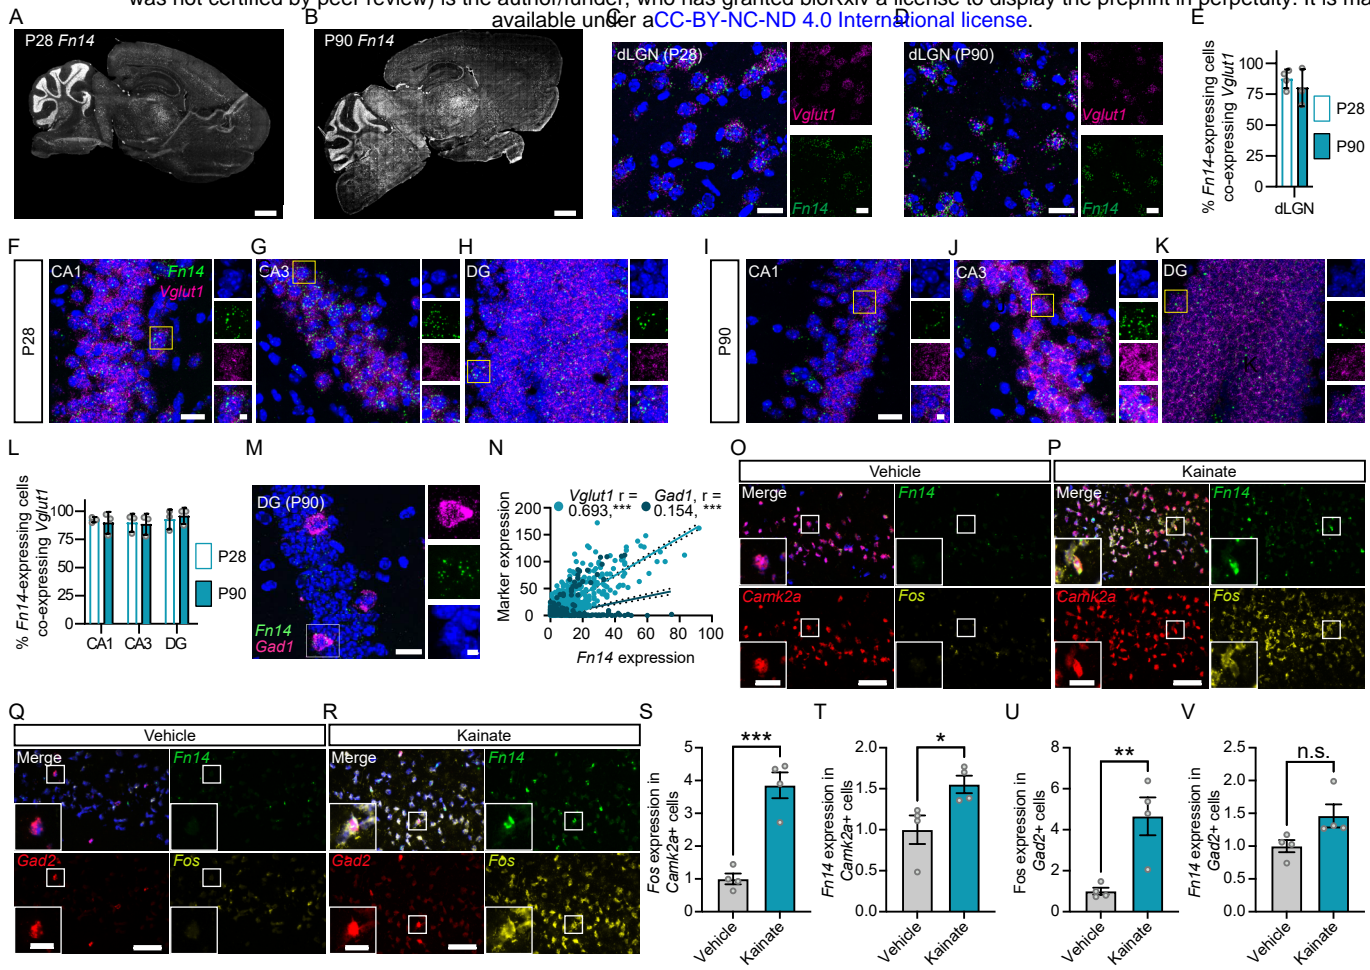 was not certified by peer review) is the author/funder, who has granted bioRxiv a license to display the preprint in perpetuity. It is ma
available under aCC-BY-NC-ND 4.0 International license.
A
B
D
E
P28 Fn14
P90 Fn14
dLGN (P28)
Vglut1
Fn14
dLGN (P90)
Vglut1
Fn14
% Fn14-expressing cells
co-expressing Vglut1
100
75
50
25
0
dLGN
P28
P90
F
G
H
I
J
K
P28
CA1
Fn14
Vglut1
CA3
DG
P90
CA1
CA3
DG
L
M
N
O
P
% Fn14-expressing cells
co-expressing Vglut1
100
75
50
25
0
CA1 CA3 DG
P28
P90
DG (P90)
Fn14
Gad1
Marker expression
200
150
100
50
0
Vglut1 r =
0.693,***
Gad1, r =
0.154, ***
0 20 40 60 80 100
Fn14 expression
Vehicle
Merge
Fn14
Camk2a
Fos
Kainate
Merge
Fn14
Camk2a
Fos
Q
R
S
T
U
V
Vehicle
Merge
Fn14
Gad2
Fos
Kainate
Merge
Fn14
Gad2
Fos
Fos expression in
Camk2a+ cells
5
4
3
2
1
0
***
Vehicle
Kainate
Fn14 expression in
Camk2a+ cells
2.0
1.5
1.0
0.5
0.0
*
Vehicle
Kainate
Fos expression in
Gad2+ cells
8
6
4
2
0
**
Vehicle
Kainate
Fn14 expression in
Gad2+ cells
2.5
2.0
1.5
1.0
0.5
0.0
n.s.
Vehicle
Kainate